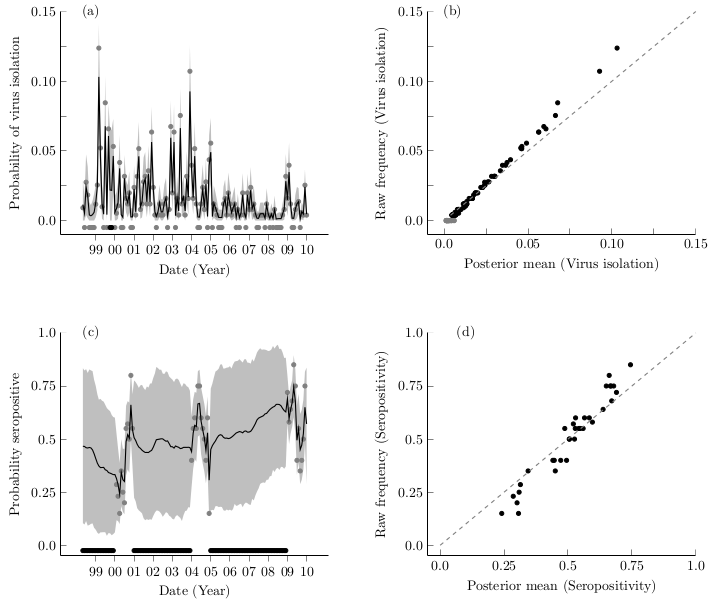 (a)
(b)
0.15
0.10
0.05
0.0
Probability of virus isolation
99 00 01 02 03 04 05 06 07 08 09 10
Date (Year)
0.15
0.10
0.05
0.0
Raw frequency (Virus isolation)
0.0 0.05 0.10 0.15
Posterior mean (Virus isolation)
(c)
(d)
1.0
0.75
0.5
0.25
0.0
Probability seropositive
99 00 01 02 03 04 05 06 07 08 09 10
Date (Year)
1.0
0.75
0.5
0.25
0.0
Raw frequency (Seropositivity)
0.0 0.25 0.5 0.75 1.0
Posterior mean (Seropositivity)